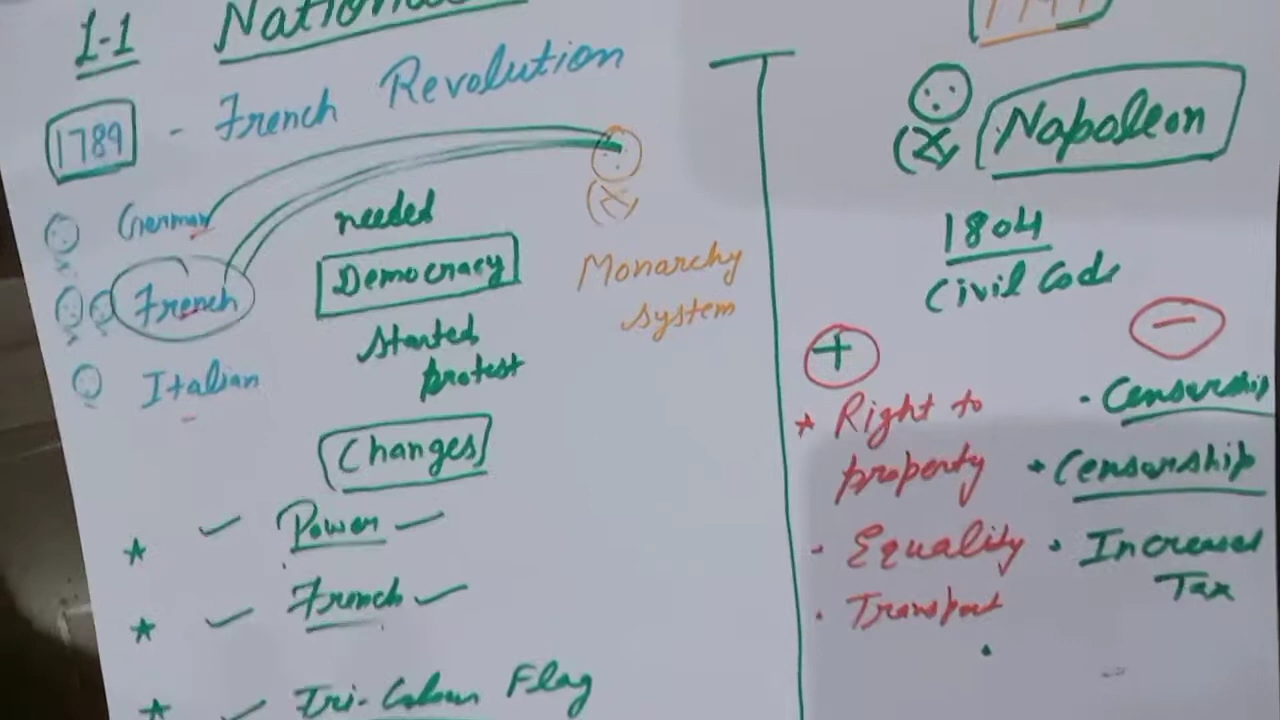 1-1
1789 - French Revolution
German
French
Italian
needed
Democracy
started
protest
Monarchy
system
Changes
★ ✓ Power -
★ ✓ French ✓
★ ✓ Tri-Colour Flag
Napoleon
1804
Civil Code
+
★ Right to
property
· Equality
· Transport
-
· Censorship
· Censorship
· Increased
Tax